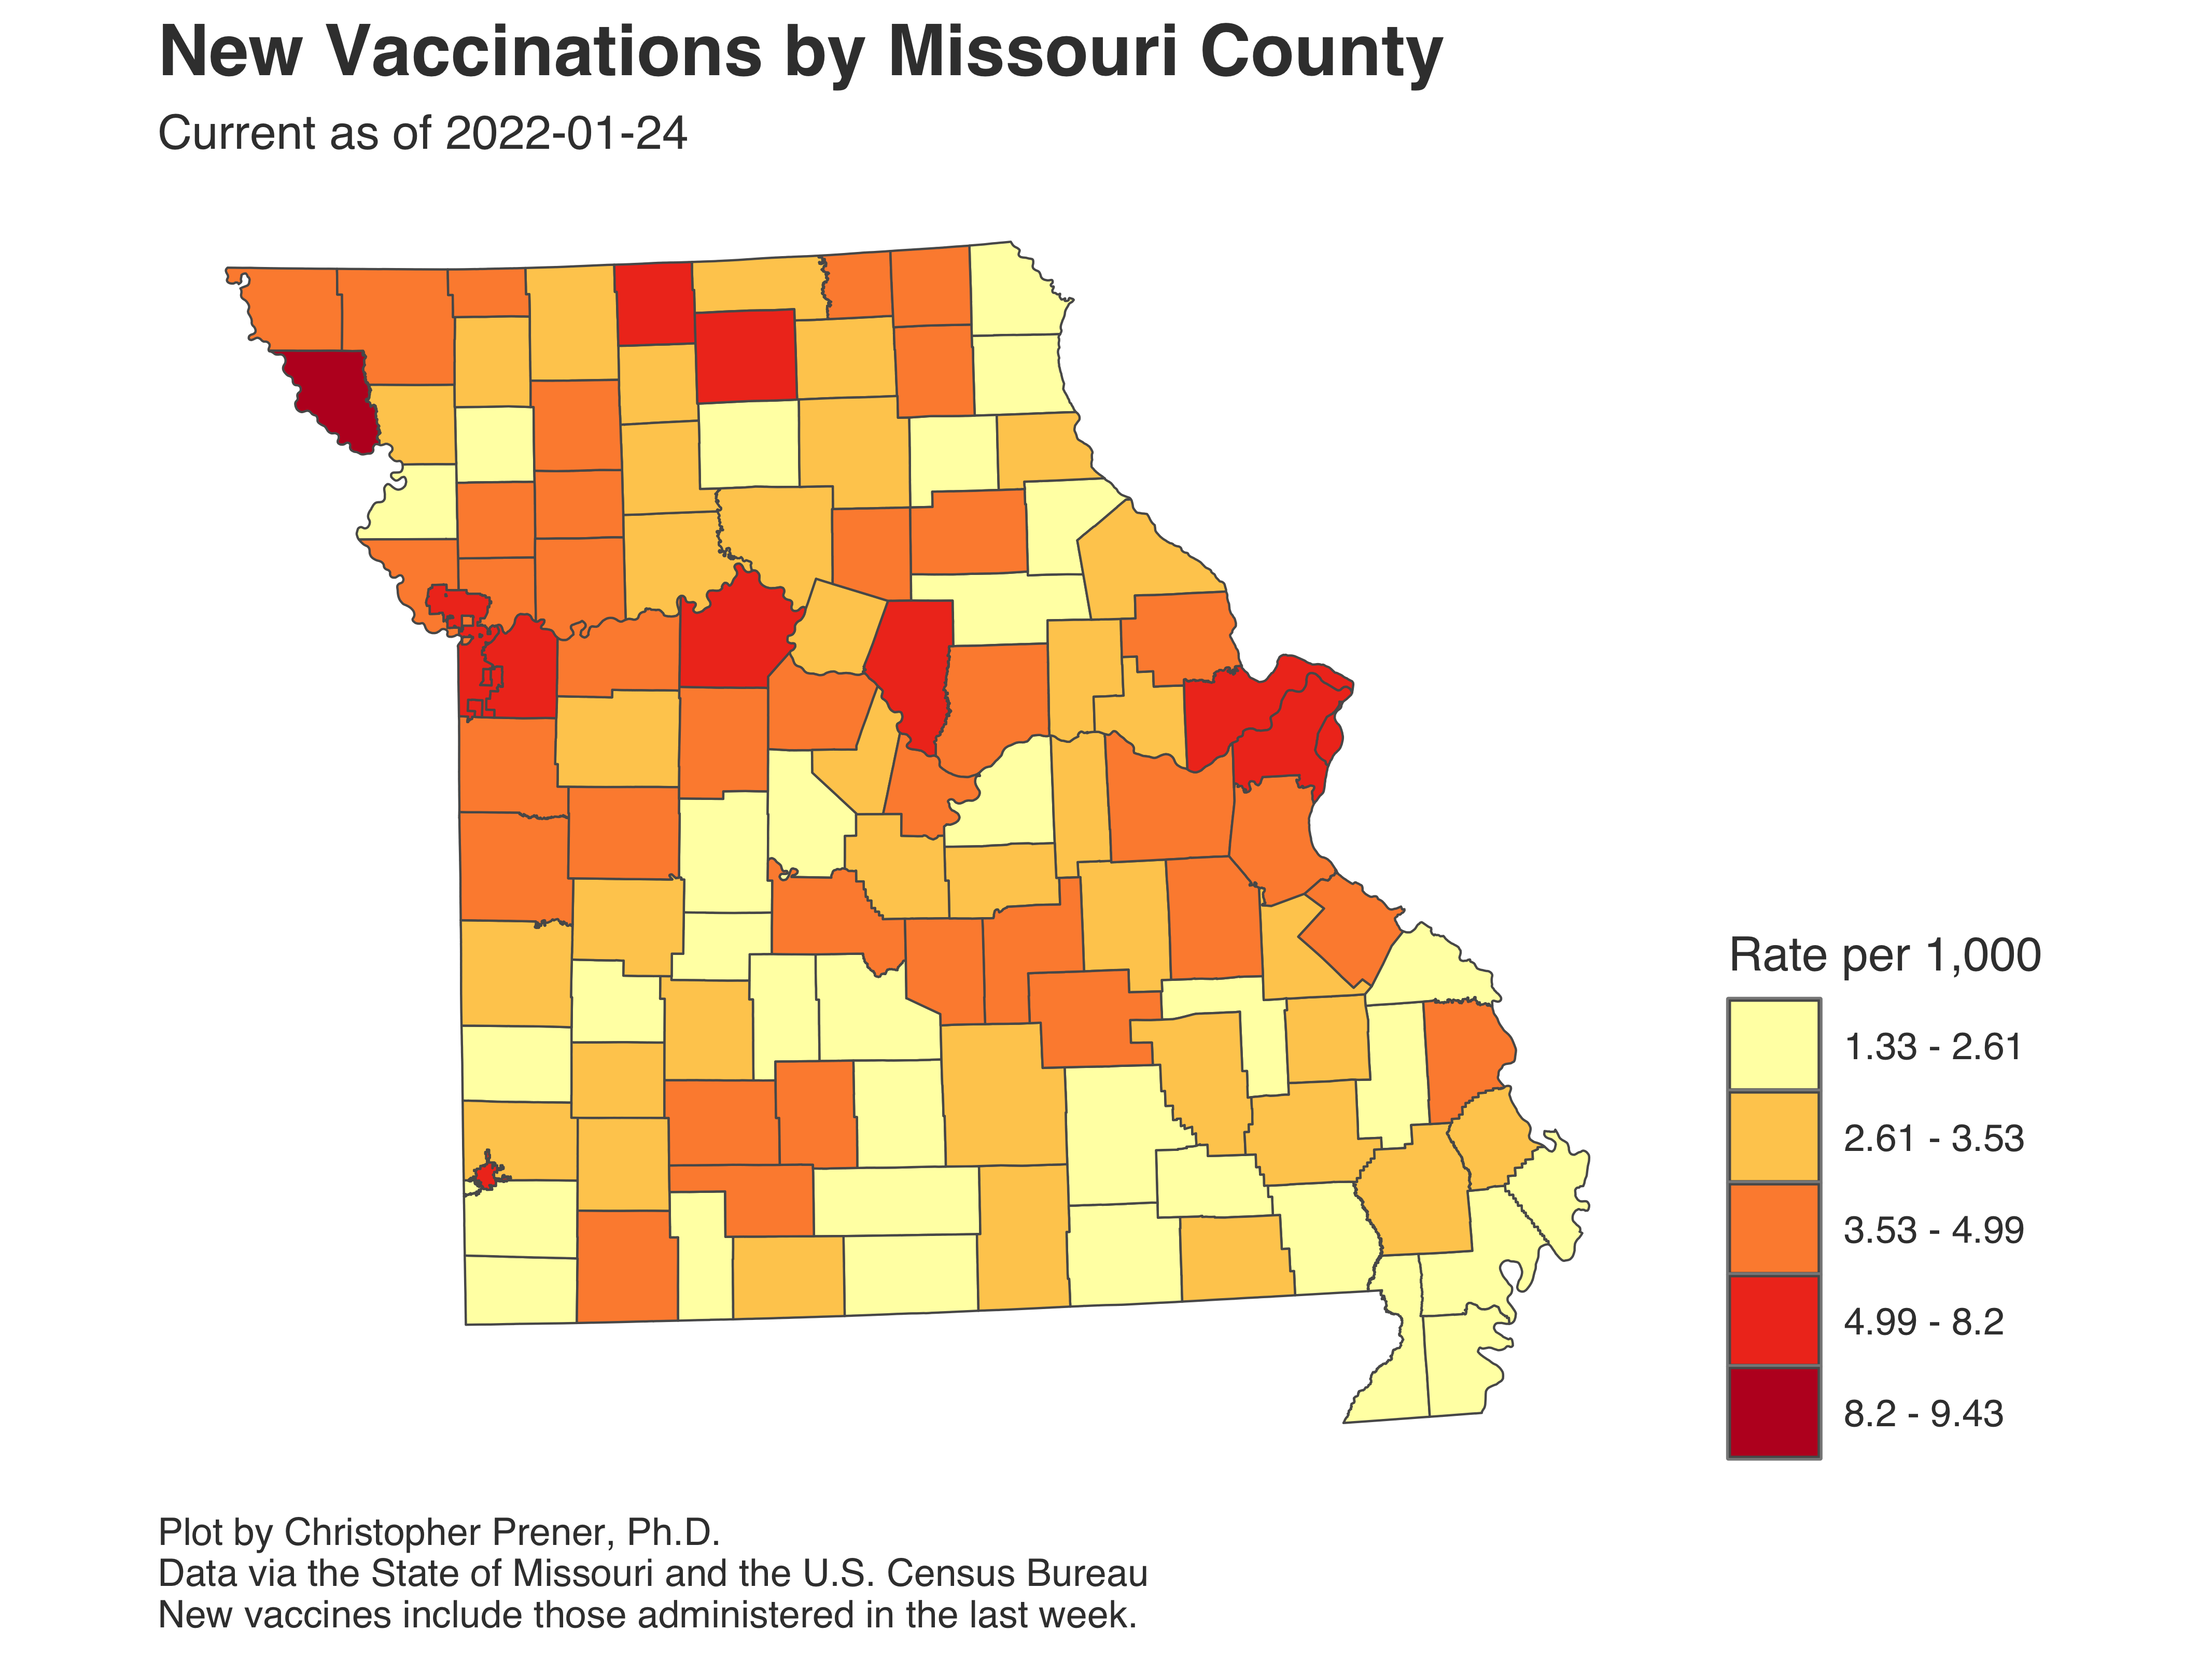 New Vaccinations by Missouri County
Current as of 2022-01-24
Rate per 1,000
1.33 - 2.61
2.61 - 3.53
3.53 - 4.99
4.99 - 8.2
8.2 - 9.43
Plot by Christopher Prener, Ph.D.
Data via the State of Missouri and the U.S. Census Bureau
New vaccines include those administered in the last week.